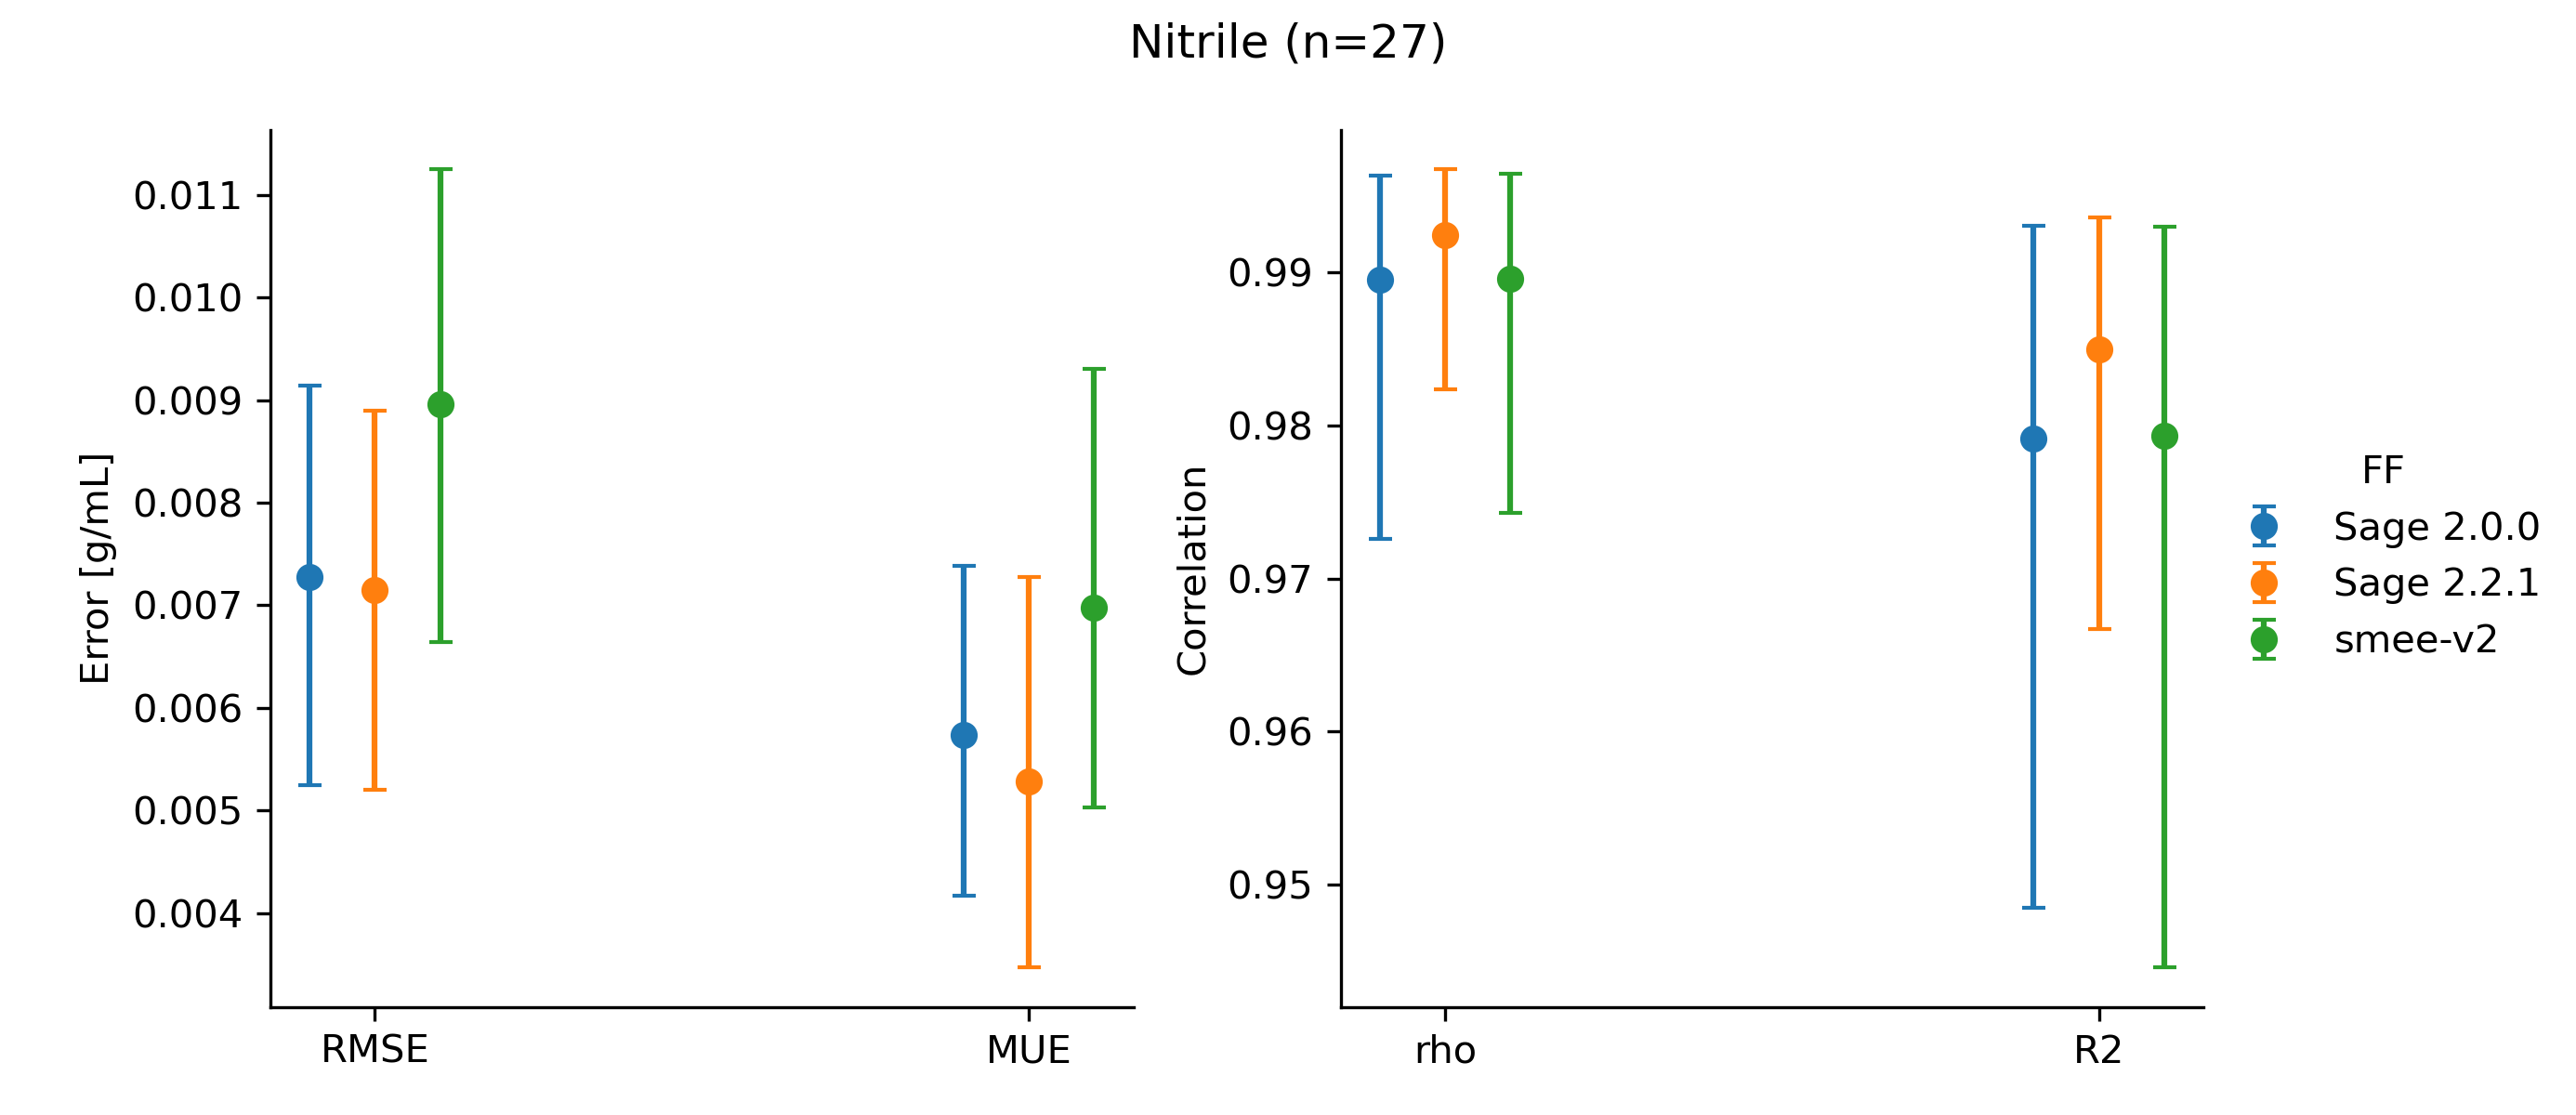 Nitrile (n=27)
Error [g/mL]
0.011
0.010
0.009
0.008
0.007
0.006
0.005
0.004
RMSE
MUE
Correlation
0.99
0.98
0.97
0.96
0.95
rho
R2
FF
Sage 2.0.0
Sage 2.2.1
smee-v2